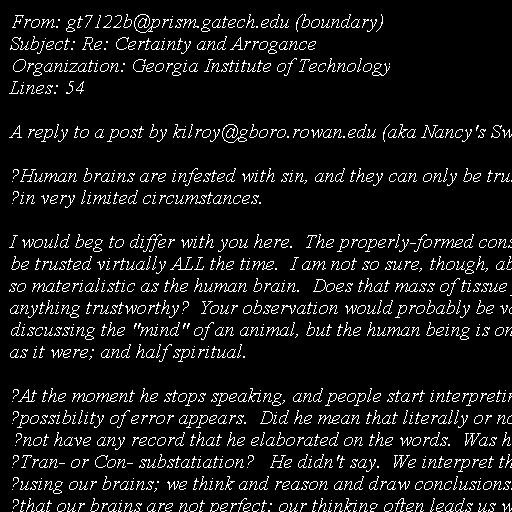 From: gt7122b@prism.gatech.edu (boundary)
Subject: Re: Certainty and Arrogance
Organization: Georgia Institute of Technology
Lines: 54
A reply to a post by kilroy@gboro.rowan.edu (aka Nancy's Sw
?Human brains are infested with sin, and they can only be tru
?in very limited circumstances.
I would beg to differ with you here.  The properly-formed cons
be trusted virtually ALL the time.  I am not so sure, though, ab
so materialistic as the human brain.  Does that mass of tissue
anything trustworthy?  Your observation would probably be va
discussing the "mind" of an animal, but the human being is on
as it were; and half spiritual.
?At the moment he stops speaking, and people start interpretin
?possibility of error appears.  Did he mean that literally or no
?not have any record that he elaborated on the words.  Was h
?Tran- or Con- substatiation?   He didn't say.  We interpret th
?using our brains; we think and reason and draw conclusions.
?that our brains are not perfect; our thinking often leads us w